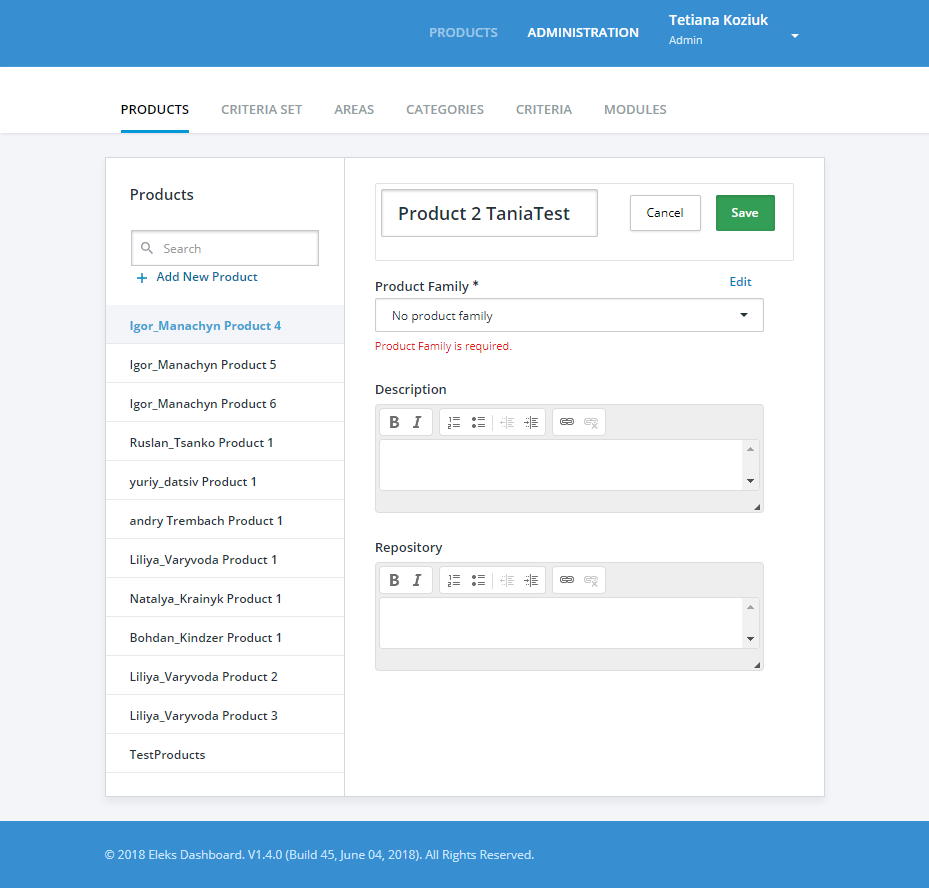 PRODUCTS
ADMINISTRATION
Tetiana Koziuk
Admin
PRODUCTS
CRITERIA SET
AREAS
CATEGORIES
CRITERIA
MODULES
Products
Search
+ Add New Product
Igor_Manachyn Product 4
Igor_Manachyn Product 5
Igor_Manachyn Product 6
Ruslan_Tsanko Product 1
yuriy_datsiv Product 1
andry Trembach Product 1
Liliya_Varyvoda Product 1
Natalya_Krainyk Product 1
Bohdan_Kindzer Product 1
Liliya_Varyvoda Product 2
Liliya_Varyvoda Product 3
TestProducts
Product 2 TaniaTest
Cancel
Save
Product Family *
Edit
No product family
Product Family is required.
Description
B I
Repository
B I
© 2018 Eleks Dashboard. V1.4.0 (Build 45, June 04, 2018). All Rights Reserved.